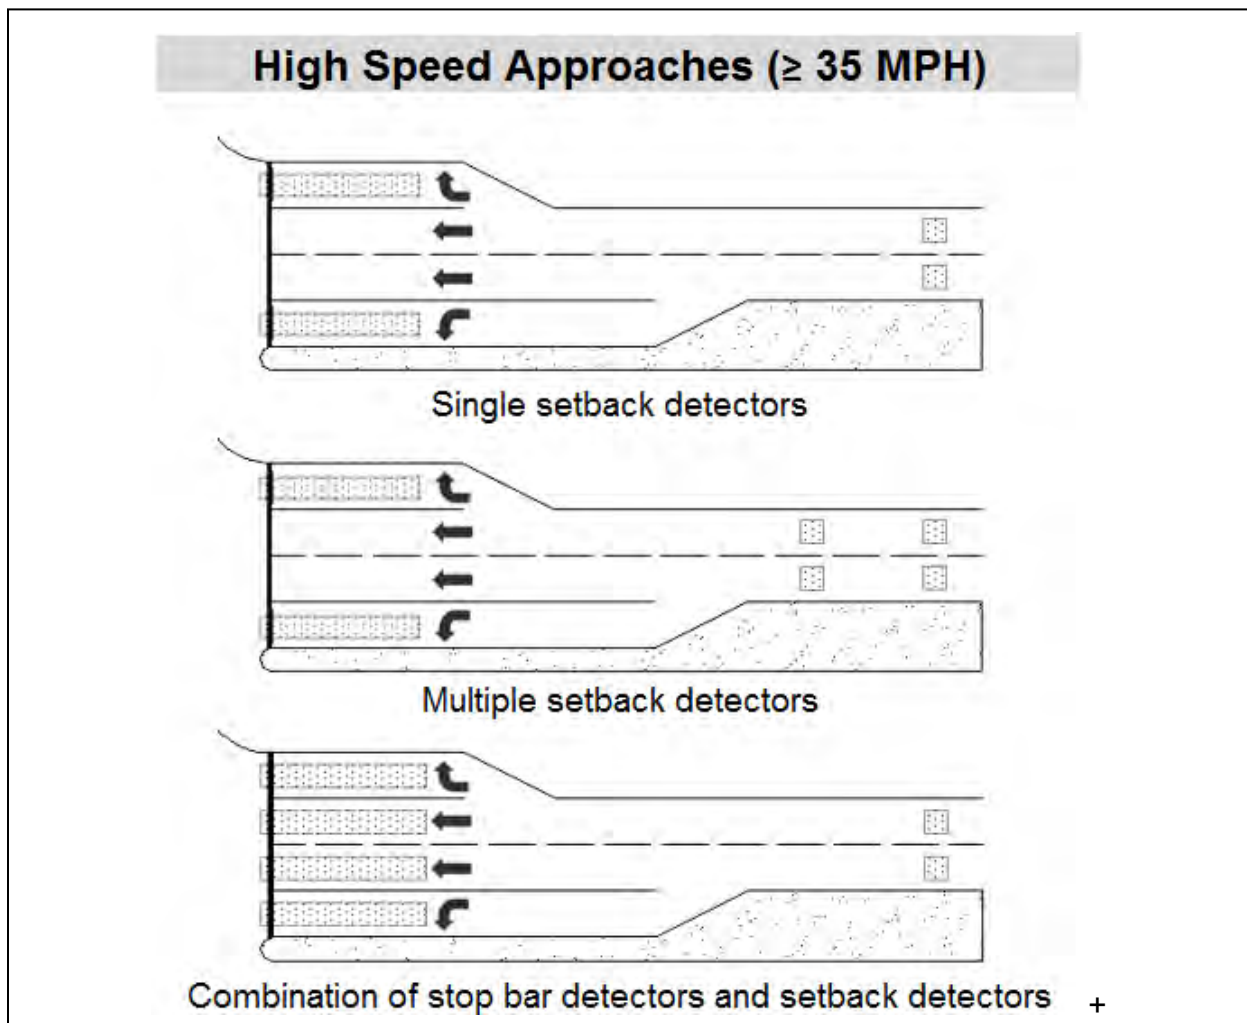 High Speed Approaches (≥ 35 MPH)
Single setback detectors
Multiple setback detectors
Combination of stop bar detectors and setback detectors +